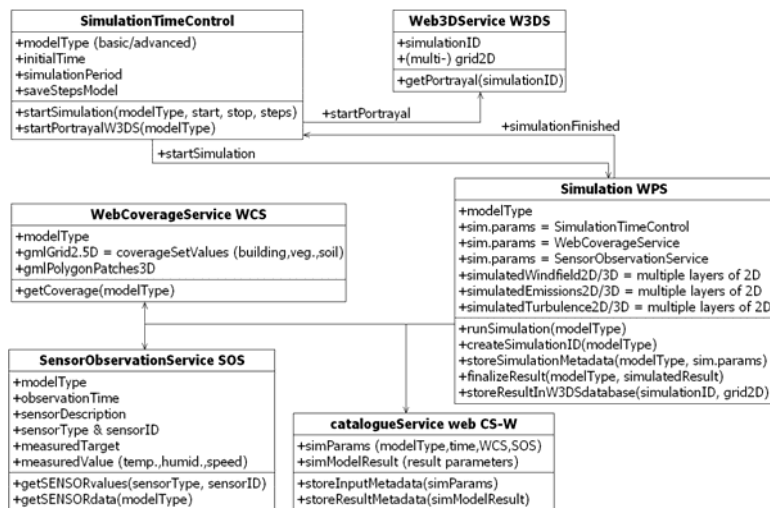 SimulationTimeControl
+modelType (basic/advanced)
+initialTime
+simulationPeriod
+saveStepsModel
+startSimulation(modelType, start, stop, steps)
+startPortrayalW3DS(modelType)
Web3DService W3DS
+simulationID
+(multi-) grid2D
+getPortrayal(simulationID)
+startPortrayal
+simulationFinished
+startSimulation
WebCoverageService WCS
+modelType
+gmlGrid2.5D = coverageSetValues (building,veg.,soil)
+gmlPolygonPatches3D
+getCoverage(modelType)
Simulation WPS
+modelType
+sim.params = SimulationTimeControl
+sim.params = WebCoverageService
+sim.params = SensorObservationService
+simulatedWindfield2D/3D = multiple layers of 2D
+simulatedEmissions2D/3D = multiple layers of 2D
+simulatedTurbulence2D/3D = multiple layers of 2D
+runSimulation(modelType)
+createSimulationID(modelType)
+storeSimulationMetadata(modelType, sim.params)
+finalizeResult(modelType, simulatedResult)
+storeResultInW3DSdatabase(simulationID, grid2D)
SensorObservationService SOS
+modelType
+observationTime
+sensorDescription
+sensorType & sensorID
+measuredTarget
+measuredValue (temp.,humid.,speed)
+getSENSORvalues(sensorType, sensorID)
+getSENSORdata(modelType)
catalogueService web CS-W
+simParams (modelType,time,WCS,SOS)
+simModelResult (result parameters)
+storeInputMetadata(simParams)
+storeResultMetadata(simModelResult)